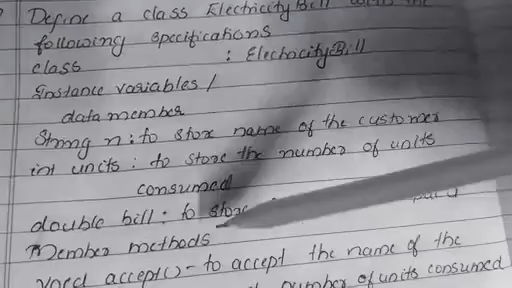 Define a class ElectricityBill with the
following specifications
class : ElectricityBill
Instance variables /
data member
String n : to store name of the customer
int units : to store the number of units
consumed
double bill : to store
Member methods
void accept() - to accept the name of the
number of units consumed